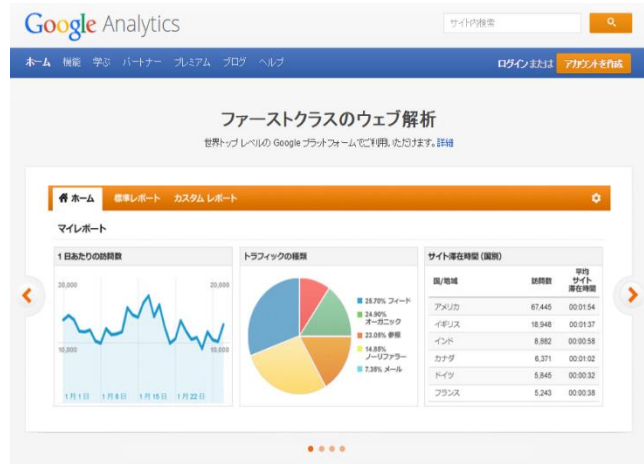 Google Analytics
サイト内検索
ホーム 機能 学ぶ パートナー プレミアム ブログ ヘルプ
ログイン または アカウントを作成
ファーストクラスのウェブ解析
世界トップ レベルの Google プラットフォームでご利用いただけます。詳細
ホーム 標準レポート カスタム レポート
マイレポート
1 日あたりの訪問数
20,000 20,000
10,000 10,000
1 月 1 日 1 月 8 日 1 月 15 日 1 月 22 日
トラフィックの種類
25.70% フィード
24.90%
オーガニック
23.05% 参照
14.88%
ノーリファラー
7.36% メール
サイト滞在時間 (国別)
国/地域 訪問数 平均
サイト
滞在時間
アメリカ 67,445 00:01:54
イギリス 18,948 00:01:37
インド 8,882 00:00:58
カナダ 6,371 00:01:02
ドイツ 5,845 00:00:32
フランス 5,243 00:00:38